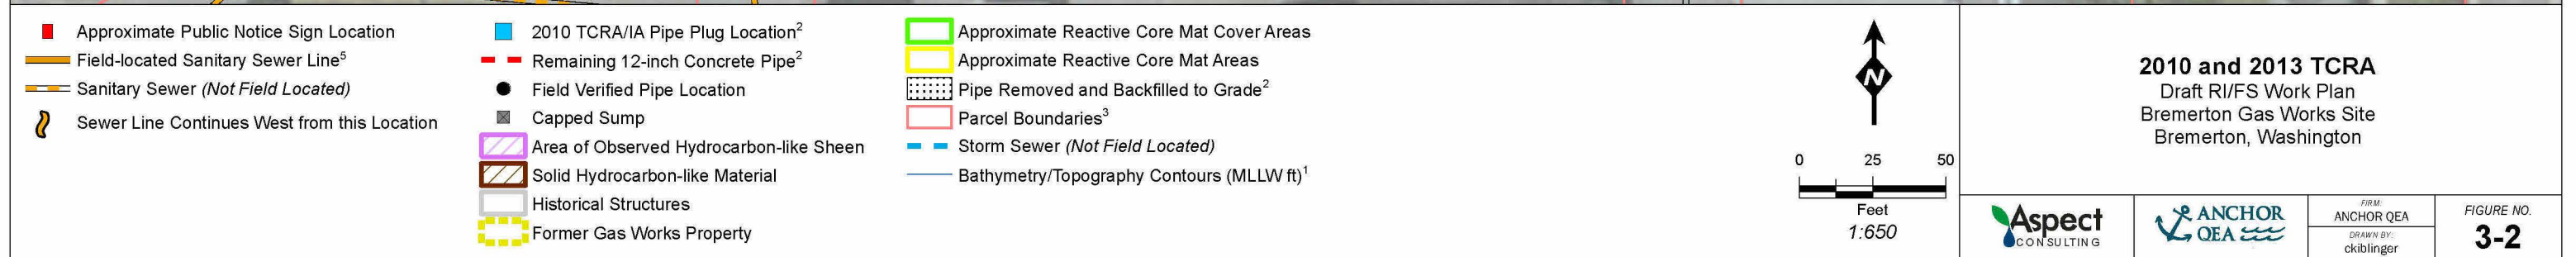 Approximate Public Notice Sign Location
Field-located Sanitary Sewer Line⁵
Sanitary Sewer (Not Field Located)
Sewer Line Continues West from this Location
2010 TCRA/IA Pipe Plug Location²
Remaining 12-inch Concrete Pipe²
Field Verified Pipe Location
Capped Sump
Area of Observed Hydrocarbon-like Sheen
Solid Hydrocarbon-like Material
Historical Structures
Former Gas Works Property
Approximate Reactive Core Mat Cover Areas
Approximate Reactive Core Mat Areas
Pipe Removed and Backfilled to Grade²
Parcel Boundaries³
Storm Sewer (Not Field Located)
Bathymetry/Topography Contours (MLLW ft)¹
N
0 25 50
Feet
1:650
2010 and 2013 TCRA
Draft RI/FS Work Plan
Bremerton Gas Works Site
Bremerton, Washington
Aspect
CONSULTING
ANCHOR
QEA
FIRM:
ANCHOR QEA
DRAWN BY:
ckiblinger
FIGURE NO.
3-2